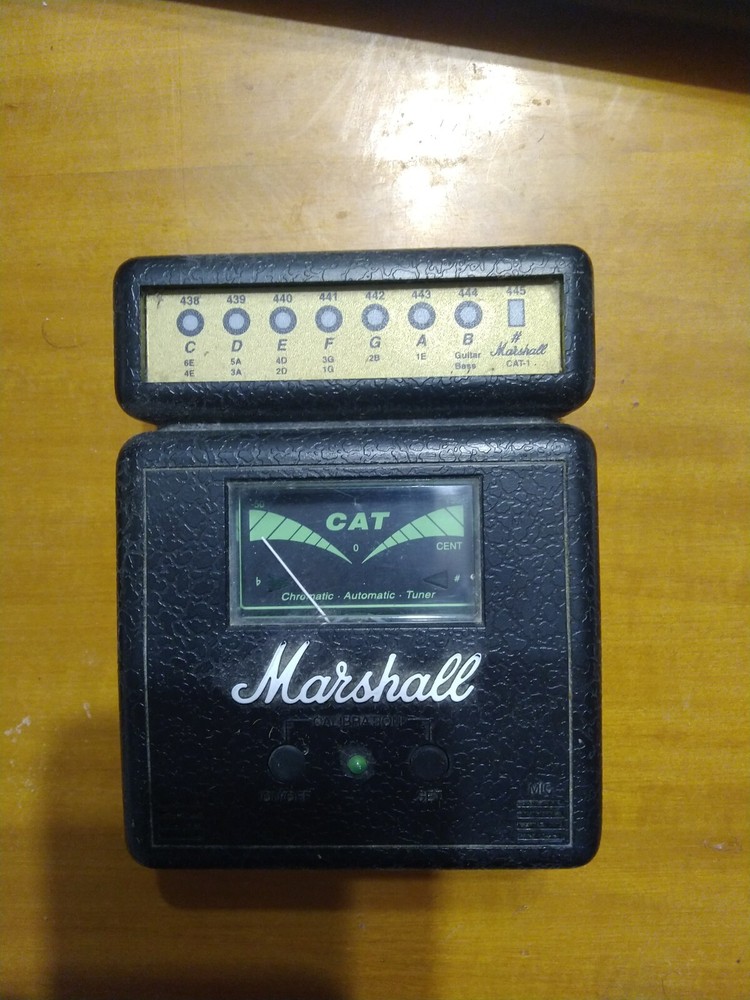 438 439 440 441 442 443 444 445
C D E F G A B #
6E 5A 4D 3G 2B 1E Guitar
4E 3A 2D 1G Bass
Marshall
CAT-1
-50
CAT
0 CENT
♭ #
Chromatic · Automatic · Tuner
Marshall
CALIBRATION
SET
MIC